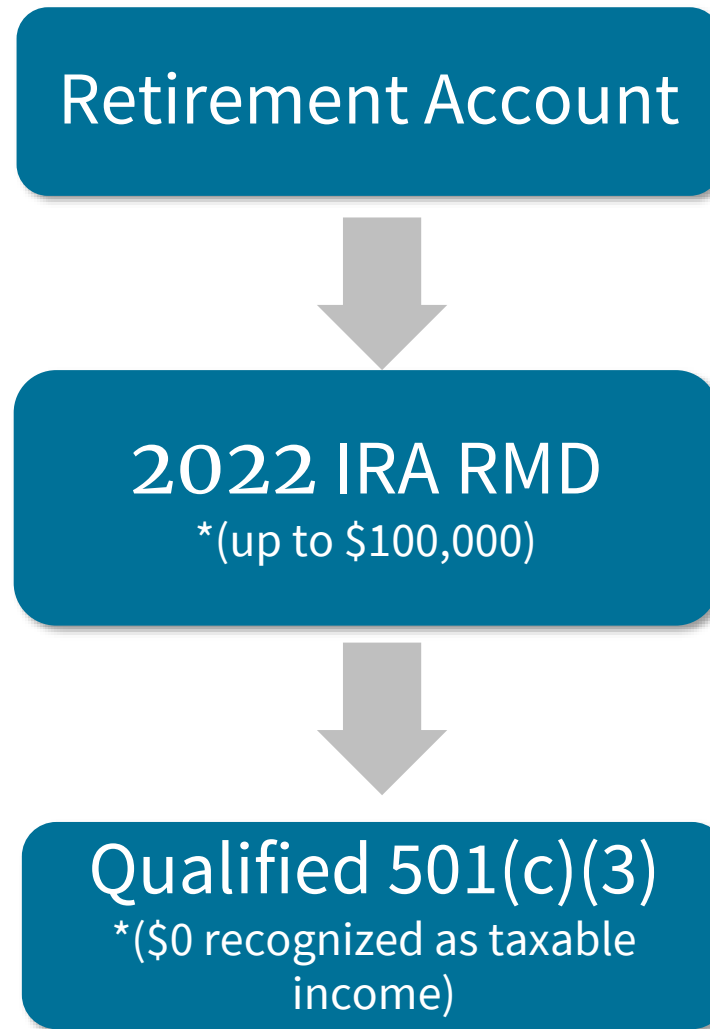 Retirement Account
2022 IRA RMD
*(up to $100,000)
Qualified 501(c)(3)
*($0 recognized as taxable
income)